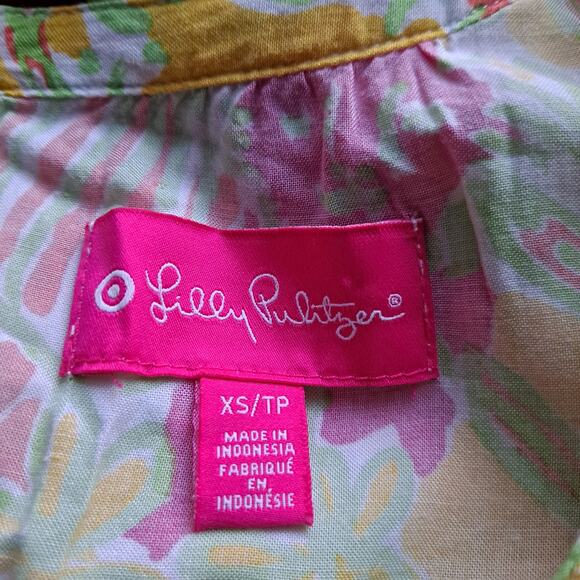 Lilly Pulitzer®
XS/TP
MADE IN
INDONESIA
FABRIQUÉ
EN
INDONÉSIE